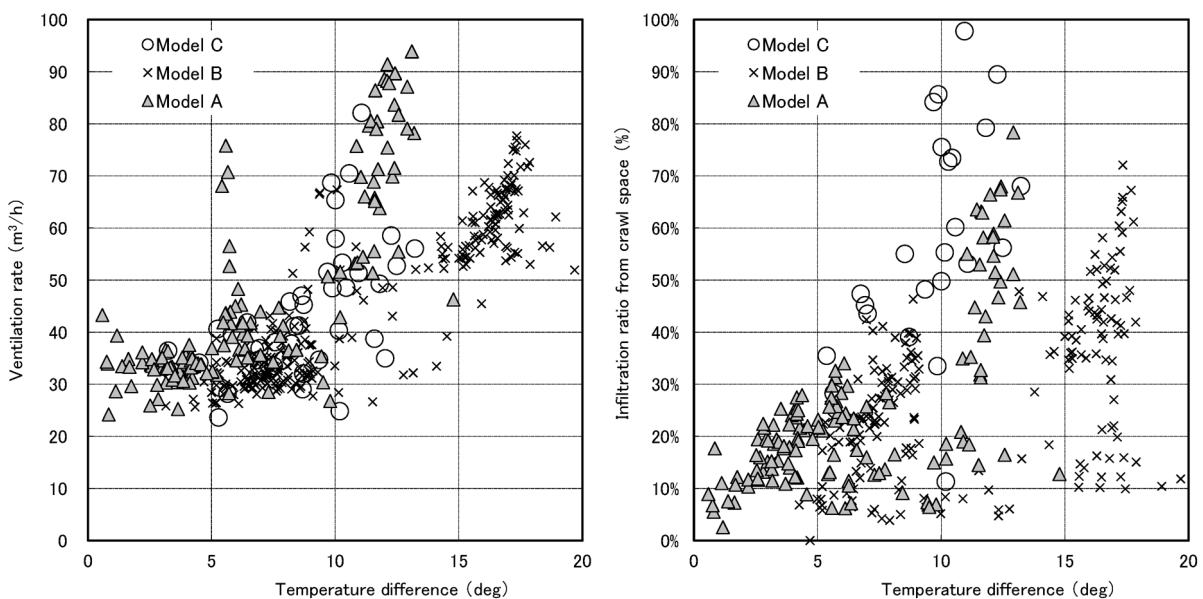 Ventilation rate (m³/h)
100
90
80
70
60
50
40
30
20
10
0
Model C
Model B
Model A
0 5 10 15 20
Temperature difference (deg)
Infiltration ratio from crawl space (%)
100%
90%
80%
70%
60%
50%
40%
30%
20%
10%
0%
Model C
Model B
Model A
0 5 10 15 20
Temperature difference (deg)